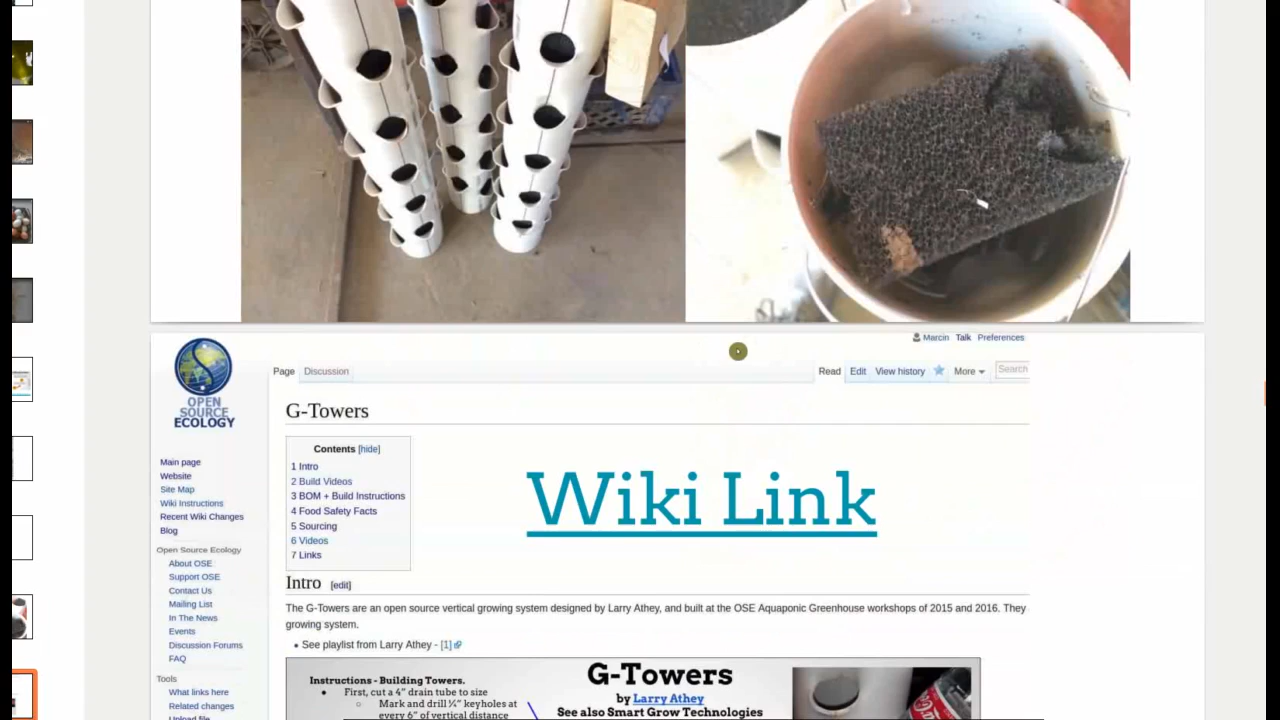 Marcin Talk Preferences
Page Discussion Read Edit View history More Search
OPEN
SOURCE
ECOLOGY
G-Towers
Contents [hide]
1 Intro
2 Build Videos
3 BOM + Build Instructions
4 Food Safety Facts
5 Sourcing
6 Videos
7 Links
Wiki Link
Main page
Website
Site Map
Wiki Instructions
Recent Wiki Changes
Blog
Open Source Ecology
About OSE
Support OSE
Contact Us
Mailing List
In The News
Events
Discussion Forums
FAQ
Tools
What links here
Related changes
Upload file
Intro [edit]
The G-Towers are an open source vertical growing system designed by Larry Athey, and built at the OSE Aquaponic Greenhouse workshops of 2015 and 2016. They
growing system.
• See playlist from Larry Athey - [1]
Instructions - Building Towers.
● First, cut a 4” drain tube to size
○ Mark and drill ¼” keyholes at
every 6” of vertical distance
G-Towers
by Larry Athey
See also Smart Grow Technologies